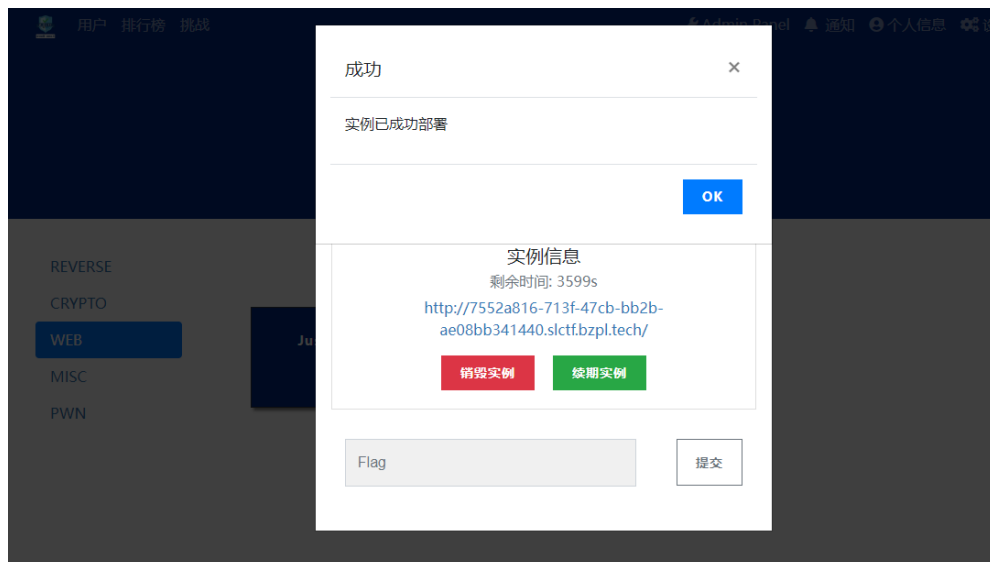 用户 排行榜 挑战
Admin Panel 通知 个人信息
成功
×
实例已成功部署
OK
实例信息
剩余时间: 3599s
http://7552a816-713f-47cb-bb2b-
ae08bb341440.slctf.bzpl.tech/
销毁实例 续期实例
Flag 提交
REVERSE
CRYPTO
WEB
MISC
PWN